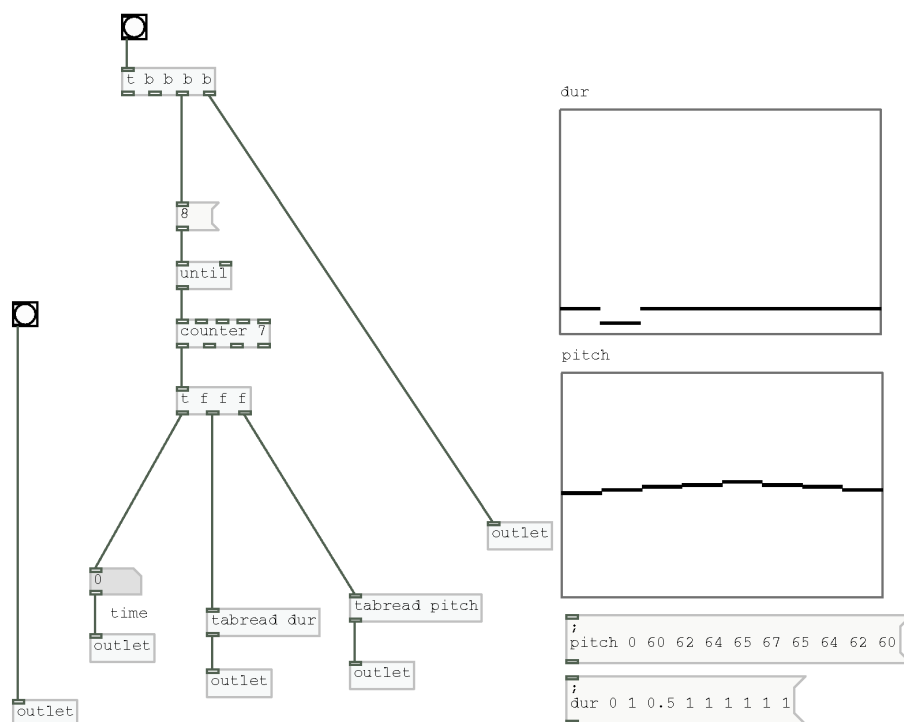 t b b b b
dur
8
until
counter 7
pitch
t f f f
outlet
0
time
tabread dur
tabread pitch
outlet
outlet
outlet
outlet
;
pitch 0 60 62 64 65 67 65 64 62 60
;
dur 0 1 0.5 1 1 1 1 1 1